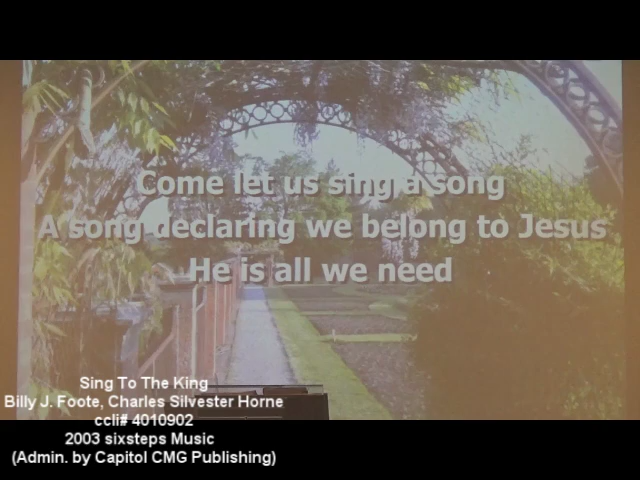 Come let us sing a song
A song declaring we belong to Jesus
He is all we need
Sing To The King
Billy J. Foote, Charles Silvester Horne
ccli# 4010902
2003 sixsteps Music
(Admin. by Capitol CMG Publishing)